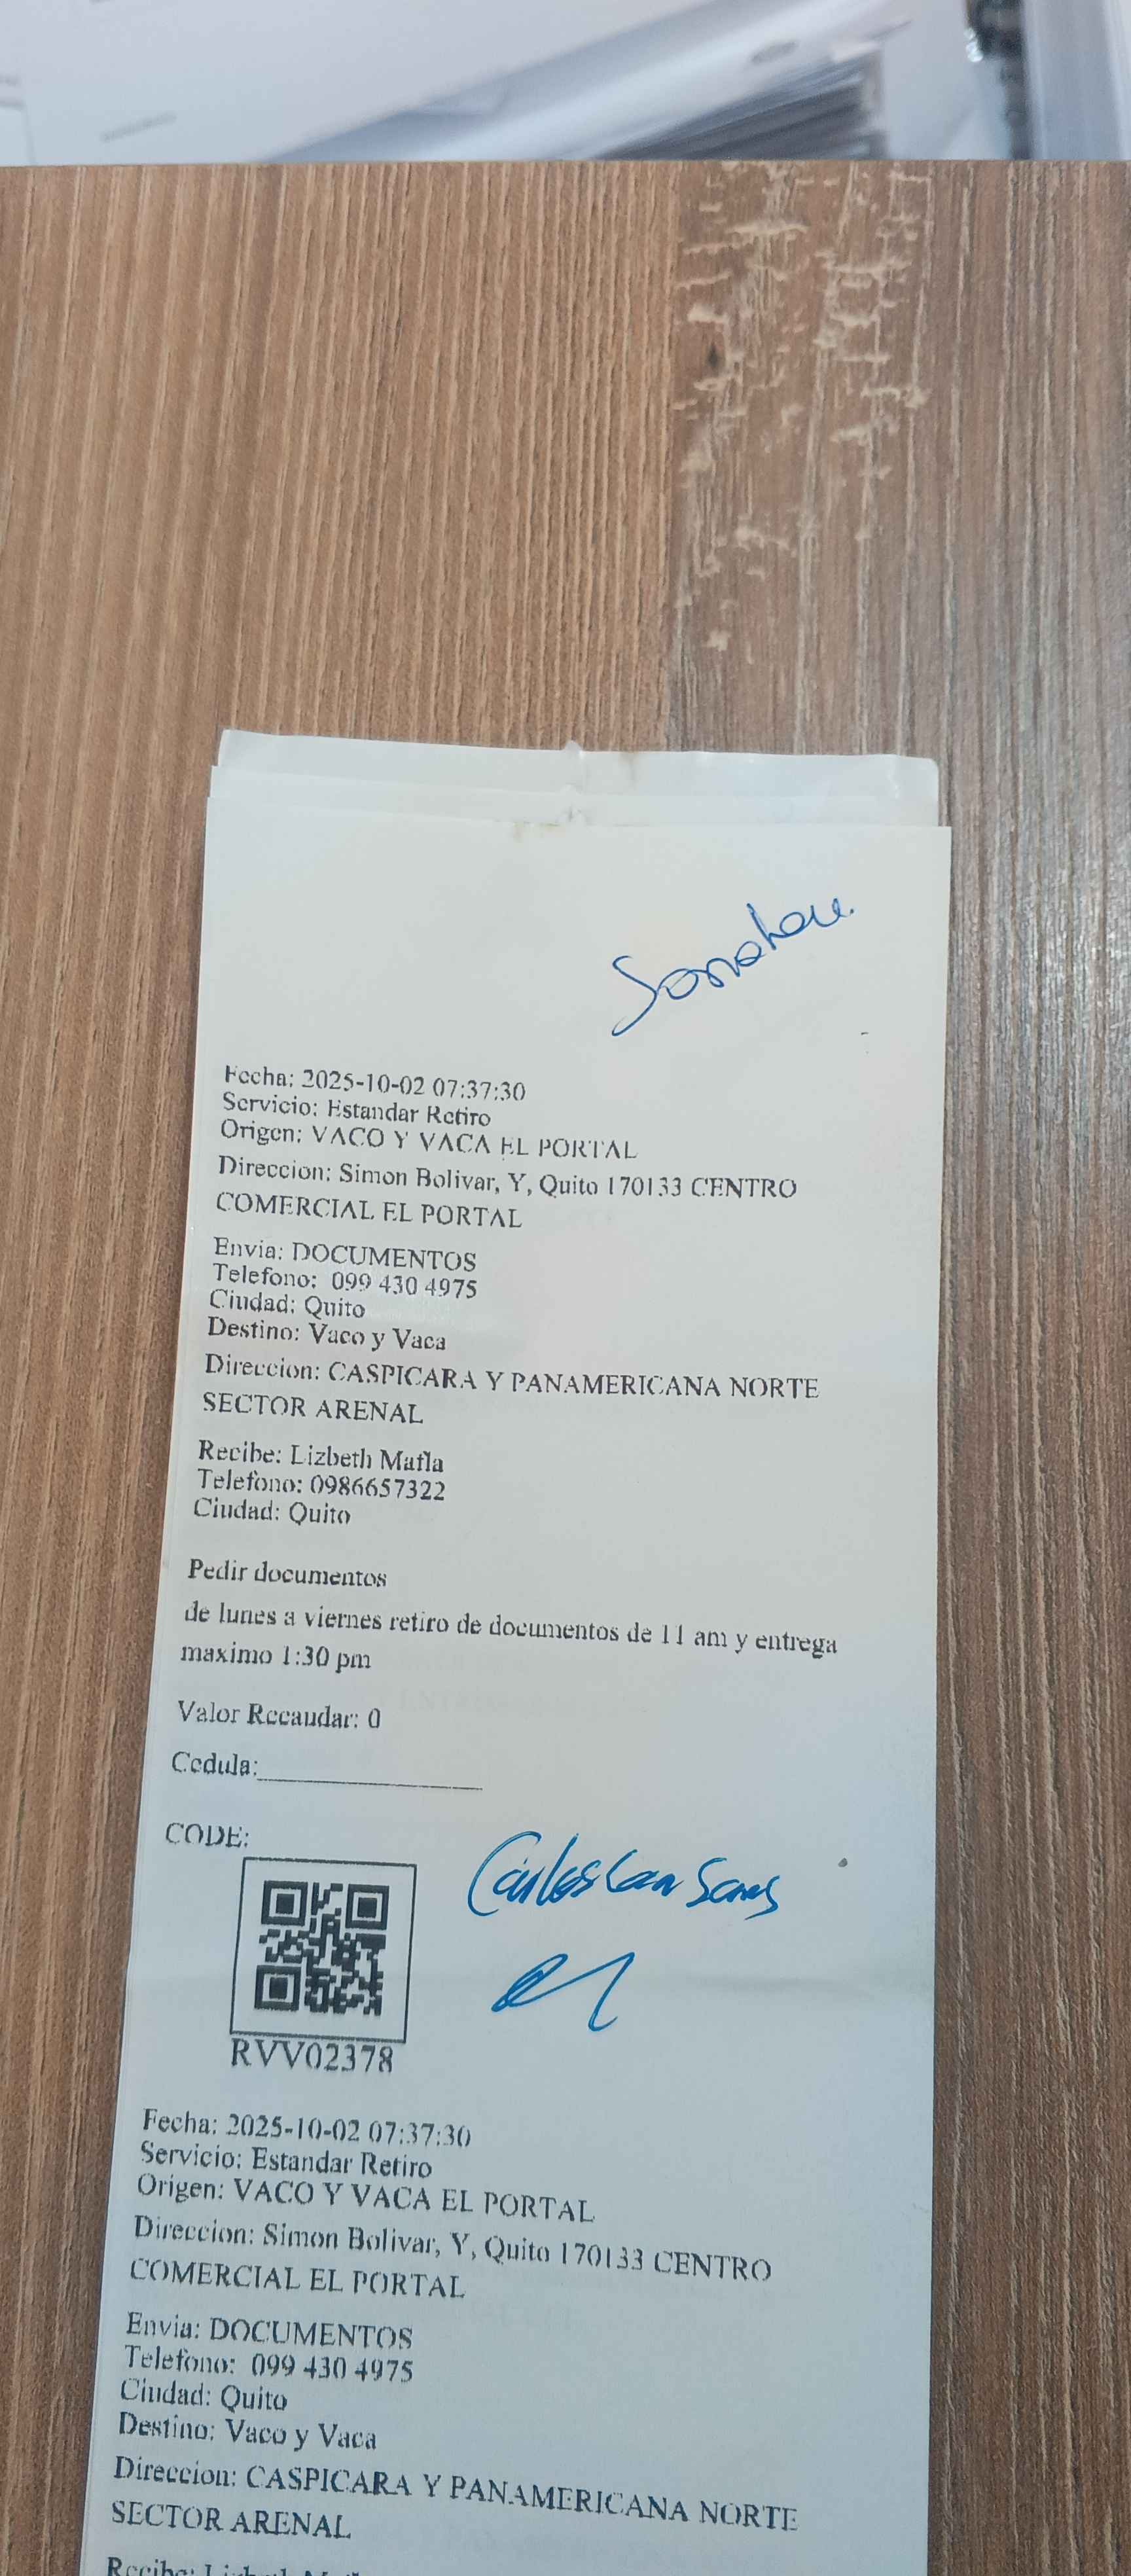 Fecha: 2025-10-02 07:37:30
Servicio: Estandar Retiro
Origen: VACO Y VACA EL PORTAL
Direccion: Simon Bolivar, Y, Quito 170133 CENTRO
COMERCIAL EL PORTAL
Envia: DOCUMENTOS
Telefono: 099 430 4975
Ciudad: Quito
Destino: Vaco y Vaca
Direccion: CASPICARA Y PANAMERICANA NORTE
SECTOR ARENAL
Recibe: Lizbeth Mafla
Telefono: 0986657322
Ciudad: Quito
Pedir documentos
de lunes a viernes retiro de documentos de 11 am y entrega
maximo 1:30 pm
Valor Recaudar: 0
Cedula:
CODE:
Carlos
RVV02378
Fecha: 2025-10-02 07:37:30
Servicio: Estandar Retiro
Origen: VACO Y VACA EL PORTAL
Direccion: Simon Bolivar, Y, Quito 170133 CENTRO
COMERCIAL EL PORTAL
Envia: DOCUMENTOS
Telefono: 099 430 4975
Ciudad: Quito
Destino: Vaco y Vaca
Direccion: CASPICARA Y PANAMERICANA NORTE
SECTOR ARENAL
Recibe: